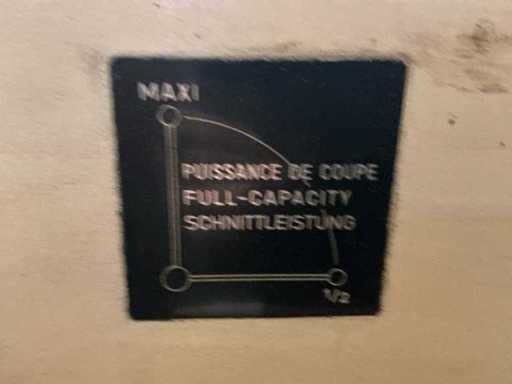 MAXI
PUISSANCE DE COUPE
FULL-CAPACITY
SCHNITTLEISTUNG
1/2